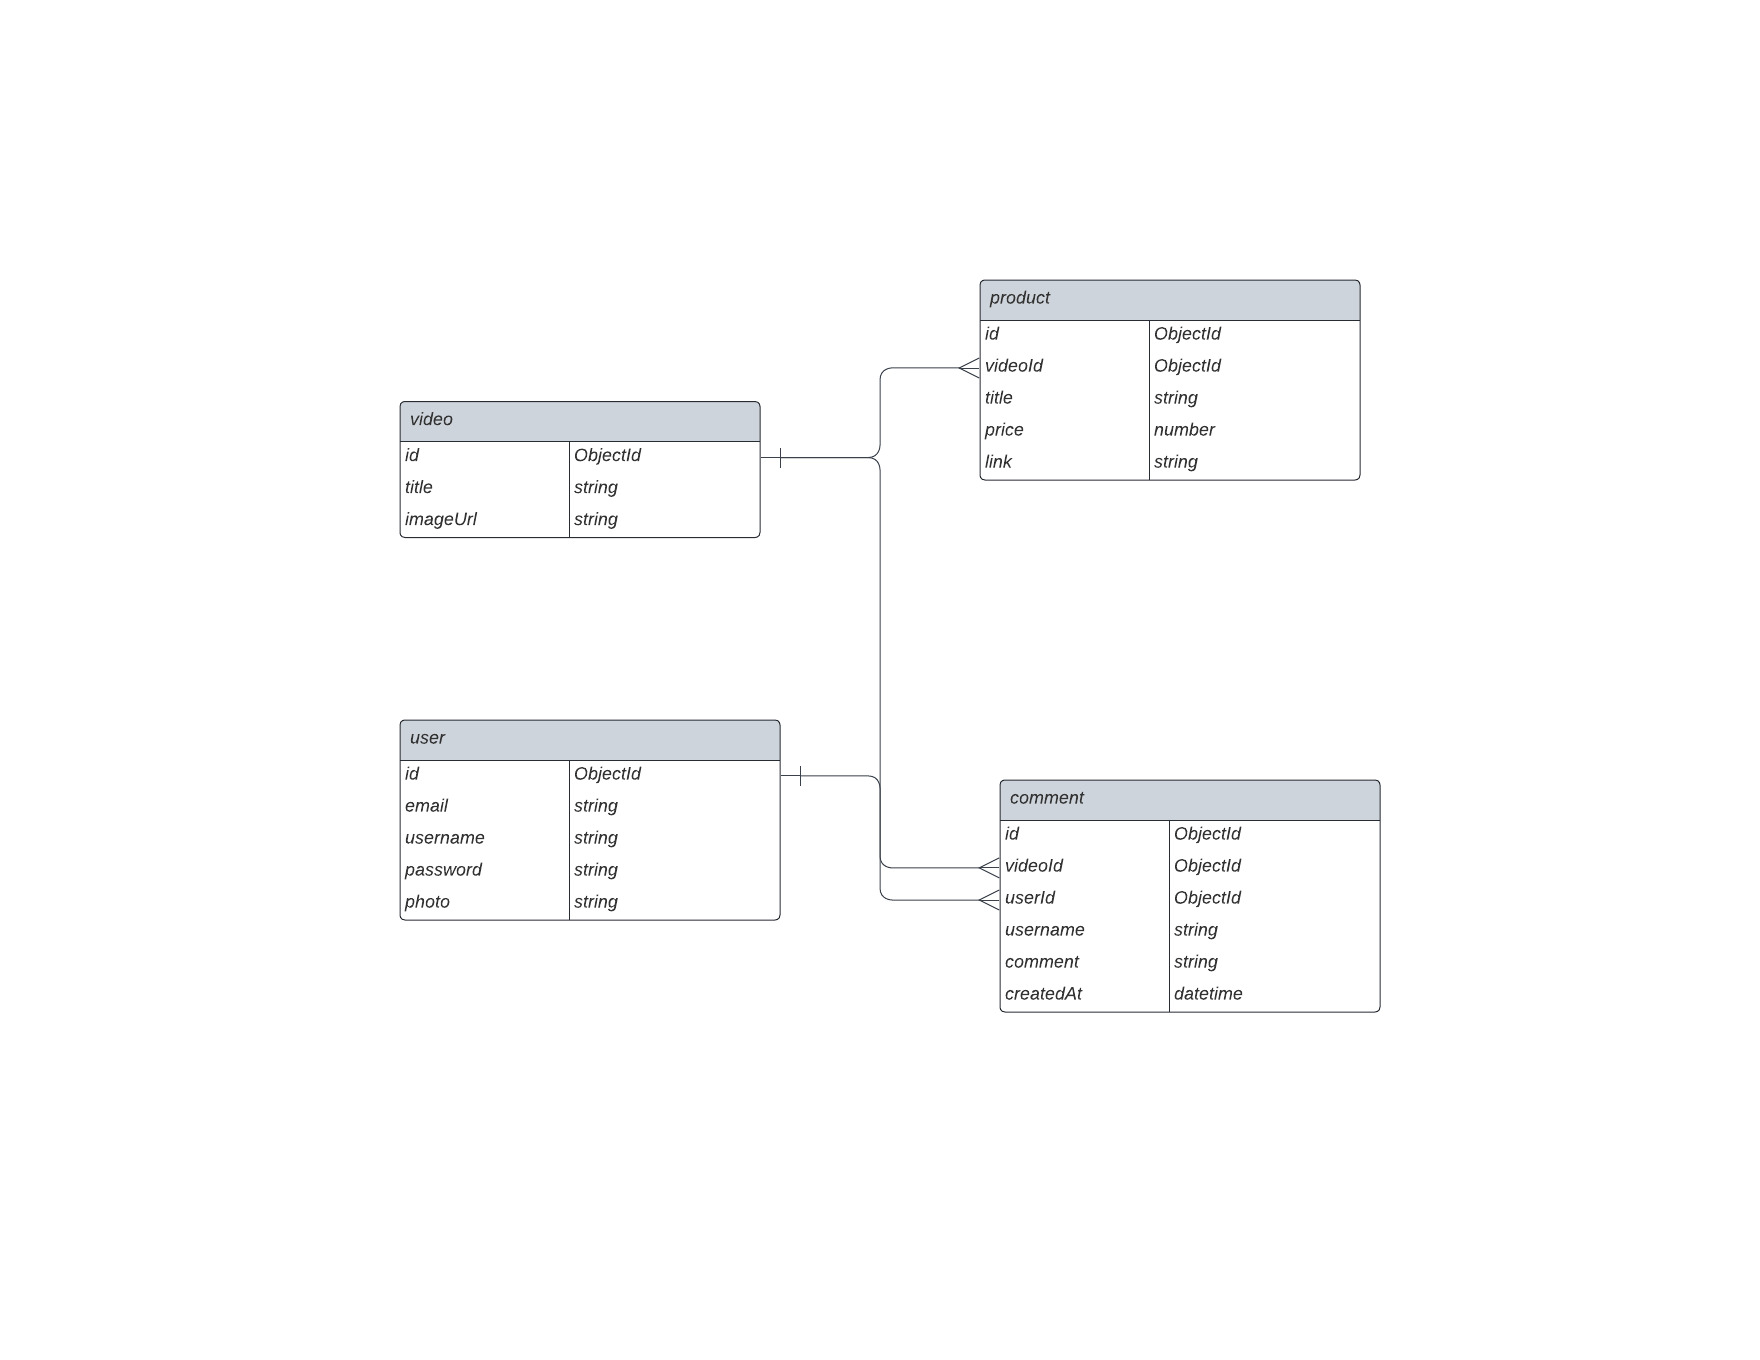 product
id ObjectId
videoId ObjectId
title string
price number
link string
video
id ObjectId
title string
imageUrl string
user
id ObjectId
email string
username string
password string
photo string
comment
id ObjectId
videoId ObjectId
userId ObjectId
username string
comment string
createdAt datetime